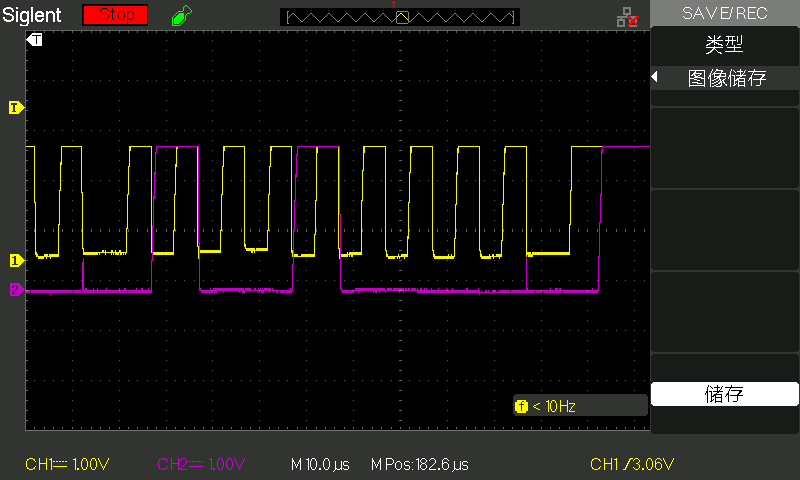 Siglent Stop SAVE/REC
类型
图像储存
T
T
1
2
储存
f < 10Hz
CH1 1.00V CH2 1.00V M 10.0µs M Pos:182.6µs CH1 3.06V